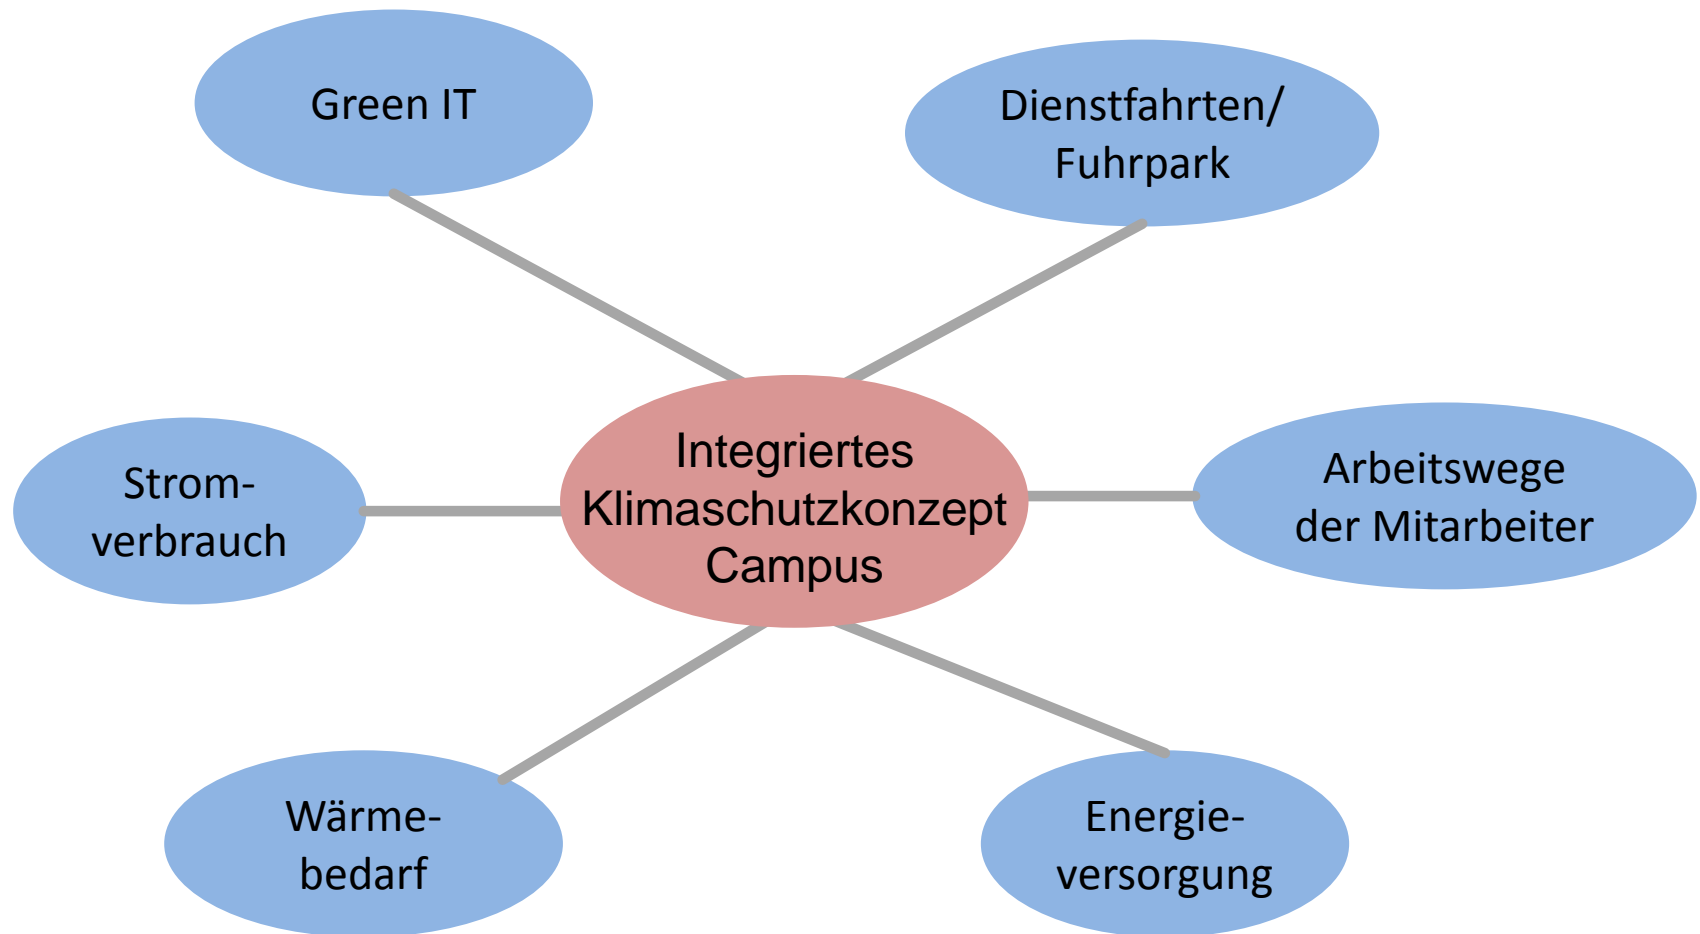 Green IT
Dienstfahrten/
Fuhrpark
Integriertes
Klimaschutzkonzept
Campus
Strom-
verbrauch
Arbeitswege
der Mitarbeiter
Wärme-
bedarf
Energie-
versorgung